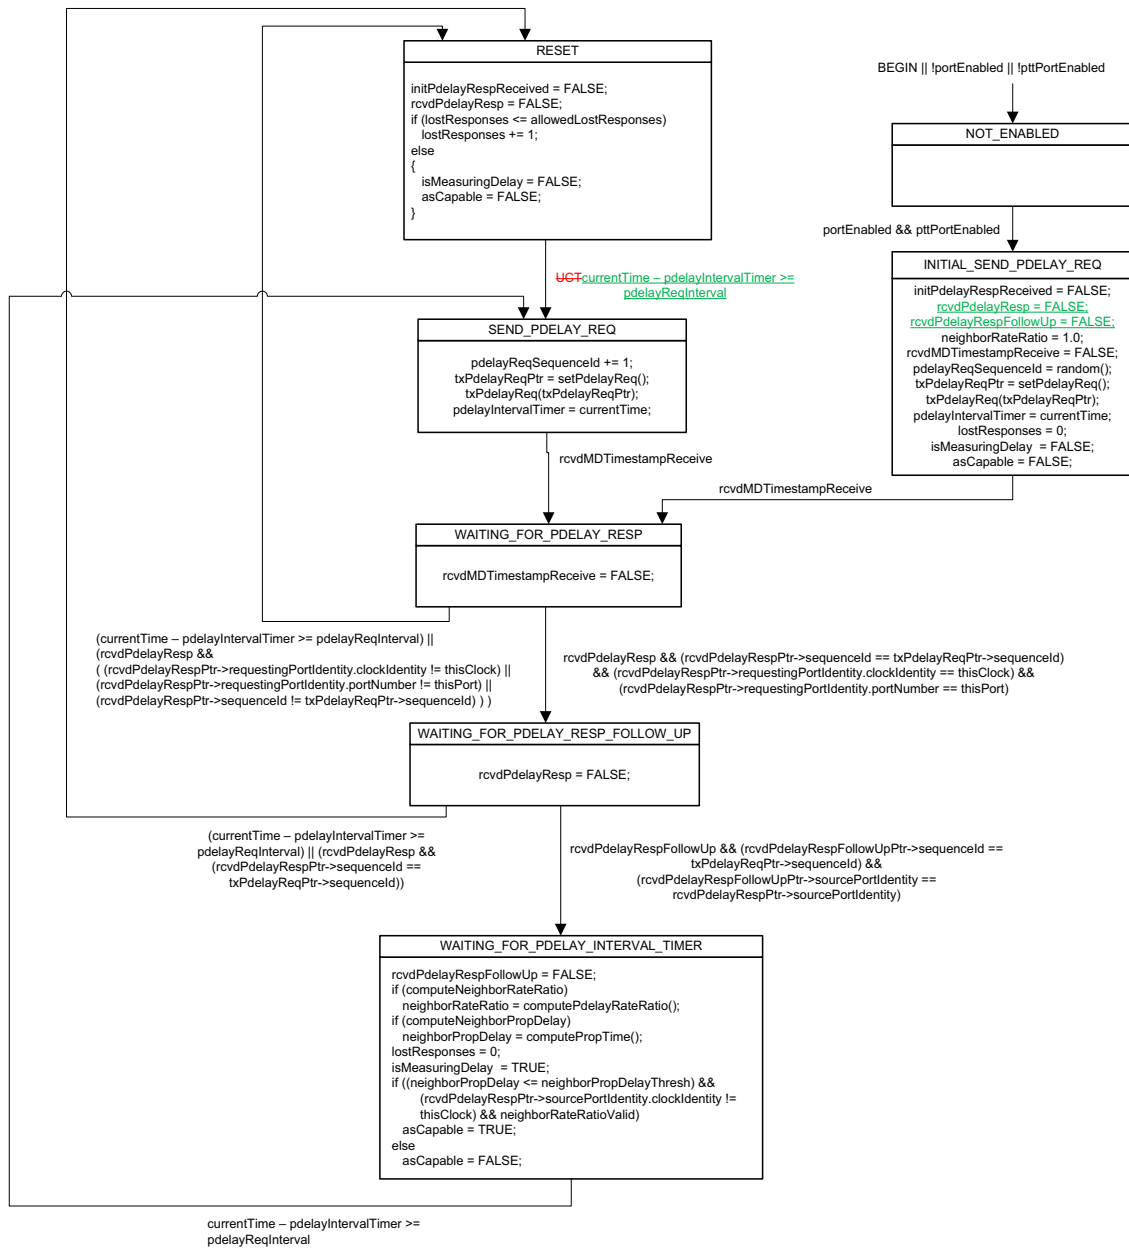 RESET
initPdelayRespReceived = FALSE;
rcvdPdelayResp = FALSE;
if (lostResponses <= allowedLostResponses)
lostResponses += 1;
else
{
isMeasuringDelay = FALSE;
asCapable = FALSE;
}
BEGIN || !portEnabled || !pttPortEnabled
NOT_ENABLED
portEnabled && pttPortEnabled
INITIAL_SEND_PDELAY_REQ
initPdelayRespReceived = FALSE;
rcvdPdelayResp = FALSE;
rcvdPdelayRespFollowUp = FALSE;
neighborRateRatio = 1.0;
rcvdMDTimestampReceive = FALSE;
pdelayReqSequenceId = random();
txPdelayReqPtr = setPdelayReq();
txPdelayReq(txPdelayReqPtr);
pdelayIntervalTimer = currentTime;
lostResponses = 0;
isMeasuringDelay = FALSE;
asCapable = FALSE;
UCTcurrentTime – pdelayIntervalTimer >=
pdelayReqInterval
SEND_PDELAY_REQ
pdelayReqSequenceId += 1;
txPdelayReqPtr = setPdelayReq();
txPdelayReq(txPdelayReqPtr);
pdelayIntervalTimer = currentTime;
rcvdMDTimestampReceive
rcvdMDTimestampReceive
WAITING_FOR_PDELAY_RESP
rcvdMDTimestampReceive = FALSE;
(currentTime – pdelayIntervalTimer >= pdelayReqInterval) ||
(rcvdPdelayResp &&
( (rcvdPdelayRespPtr->requestingPortIdentity.clockIdentity != thisClock) ||
(rcvdPdelayRespPtr->requestingPortIdentity.portNumber != thisPort) ||
(rcvdPdelayRespPtr->sequenceId != txPdelayReqPtr->sequenceId) ) )
rcvdPdelayResp && (rcvdPdelayRespPtr->sequenceId == txPdelayReqPtr->sequenceId)
&& (rcvdPdelayRespPtr->requestingPortIdentity.clockIdentity == thisClock) &&
(rcvdPdelayRespPtr->requestingPortIdentity.portNumber == thisPort)
WAITING_FOR_PDELAY_RESP_FOLLOW_UP
rcvdPdelayResp = FALSE;
(currentTime – pdelayIntervalTimer >=
pdelayReqInterval) || (rcvdPdelayResp &&
(rcvdPdelayRespPtr->sequenceId ==
txPdelayReqPtr->sequenceId))
rcvdPdelayRespFollowUp && (rcvdPdelayRespFollowUpPtr->sequenceId ==
txPdelayReqPtr->sequenceId) &&
(rcvdPdelayRespFollowUpPtr->sourcePortIdentity ==
rcvdPdelayRespPtr->sourcePortIdentity)
WAITING_FOR_PDELAY_INTERVAL_TIMER
rcvdPdelayRespFollowUp = FALSE;
if (computeNeighborRateRatio)
neighborRateRatio = computePdelayRateRatio();
if (computeNeighborPropDelay)
neighborPropDelay = computePropTime();
lostResponses = 0;
isMeasuringDelay = TRUE;
if ((neighborPropDelay <= neighborPropDelayThresh) &&
(rcvdPdelayRespPtr->sourcePortIdentity.clockIdentity !=
thisClock) && neighborRateRatioValid)
asCapable = TRUE;
else
asCapable = FALSE;
currentTime – pdelayIntervalTimer >=
pdelayReqInterval